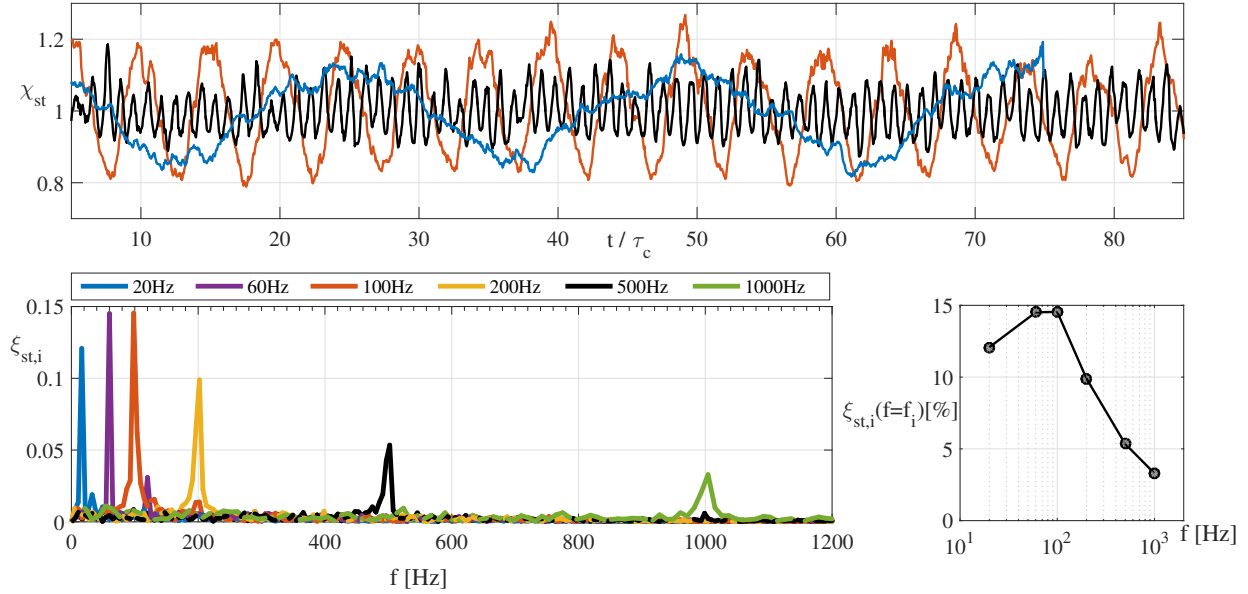 1.2
χst
1
0.8
10 20 30 40 t / τc 50 60 70 80
20Hz 60Hz 100Hz 200Hz 500Hz 1000Hz
0.15
ξst,i
0.1
0.05
0
0 200 400 600 800 1000 1200
f [Hz]
15
10
ξst,i(f=fi)[%]
5
0
10^1 10^2 10^3 f [Hz]